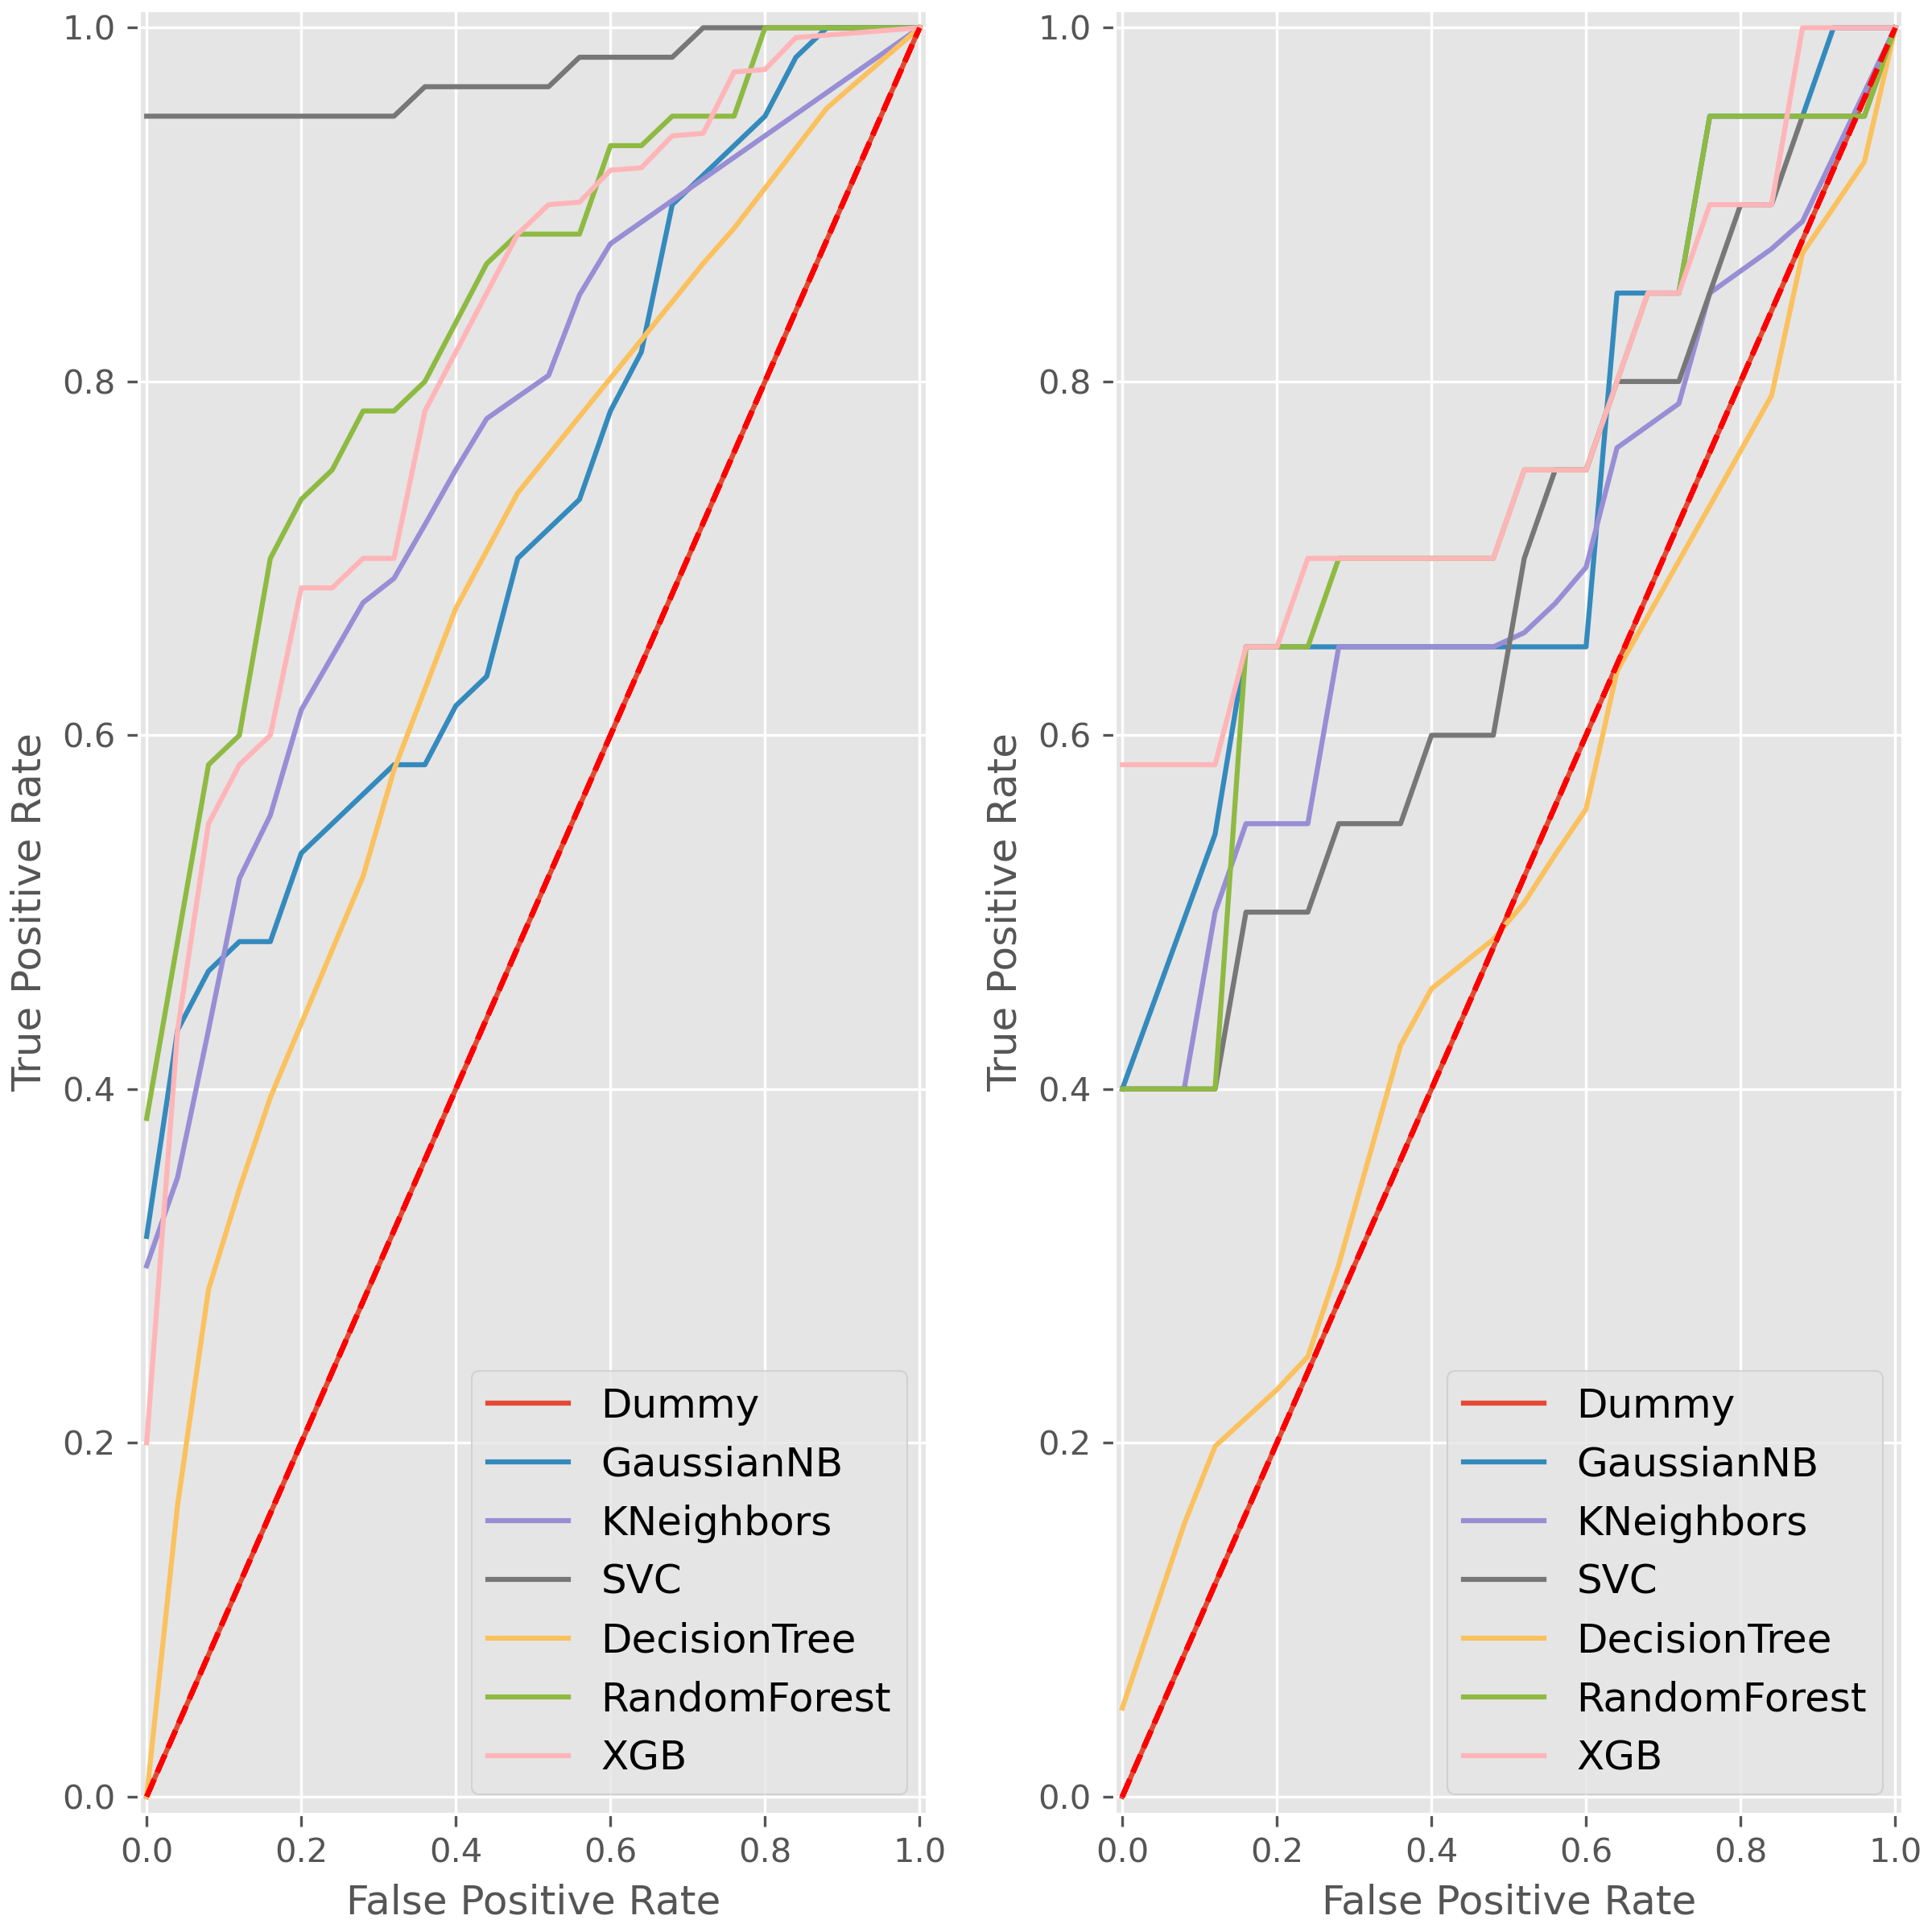 1.0
0.8
0.6
0.4
0.2
0.0
True Positive Rate
Dummy
GaussianNB
KNeighbors
SVC
DecisionTree
RandomForest
XGB
0.0 0.2 0.4 0.6 0.8 1.0
False Positive Rate
1.0
0.8
0.6
0.4
0.2
0.0
True Positive Rate
Dummy
GaussianNB
KNeighbors
SVC
DecisionTree
RandomForest
XGB
0.0 0.2 0.4 0.6 0.8 1.0
False Positive Rate